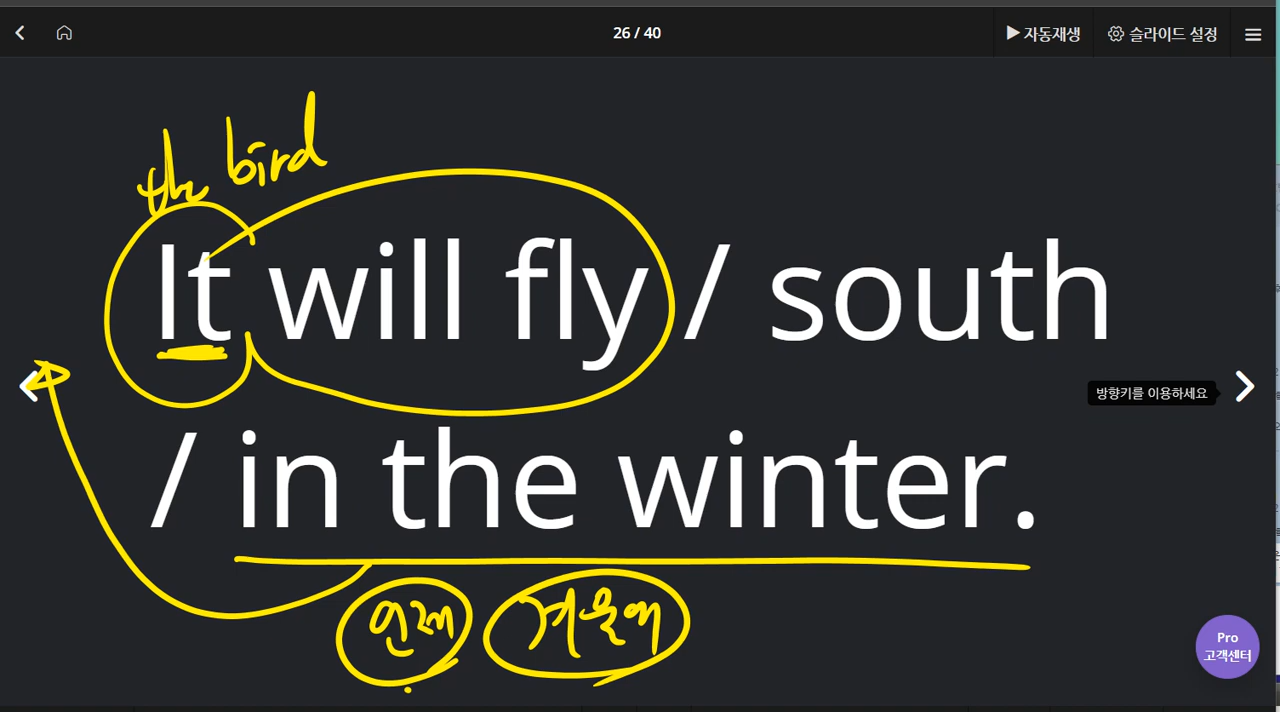 26 / 40
▶ 자동재생
슬라이드 설정
the bird
It will fly / south
방향키를 이용하세요
/ in the winter.
언제
겨울에
Pro
고객센터